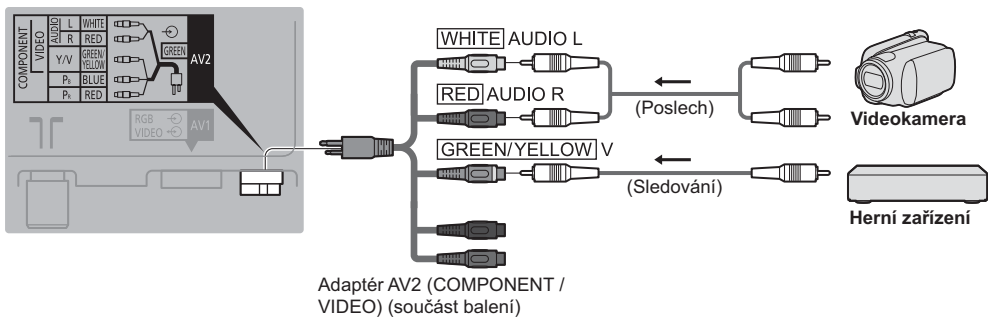 COMPONENT
VIDEO
AUDIO
L WHITE
R RED
Y/V GREEN/YELLOW
PB BLUE
PR RED
GREEN
AV2
RGB
VIDEO
AV1
WHITE AUDIO L
RED AUDIO R
GREEN/YELLOW V
(Poslech)
(Sledování)
Videokamera
Herní zařízení
Adaptér AV2 (COMPONENT /
VIDEO) (součást balení)